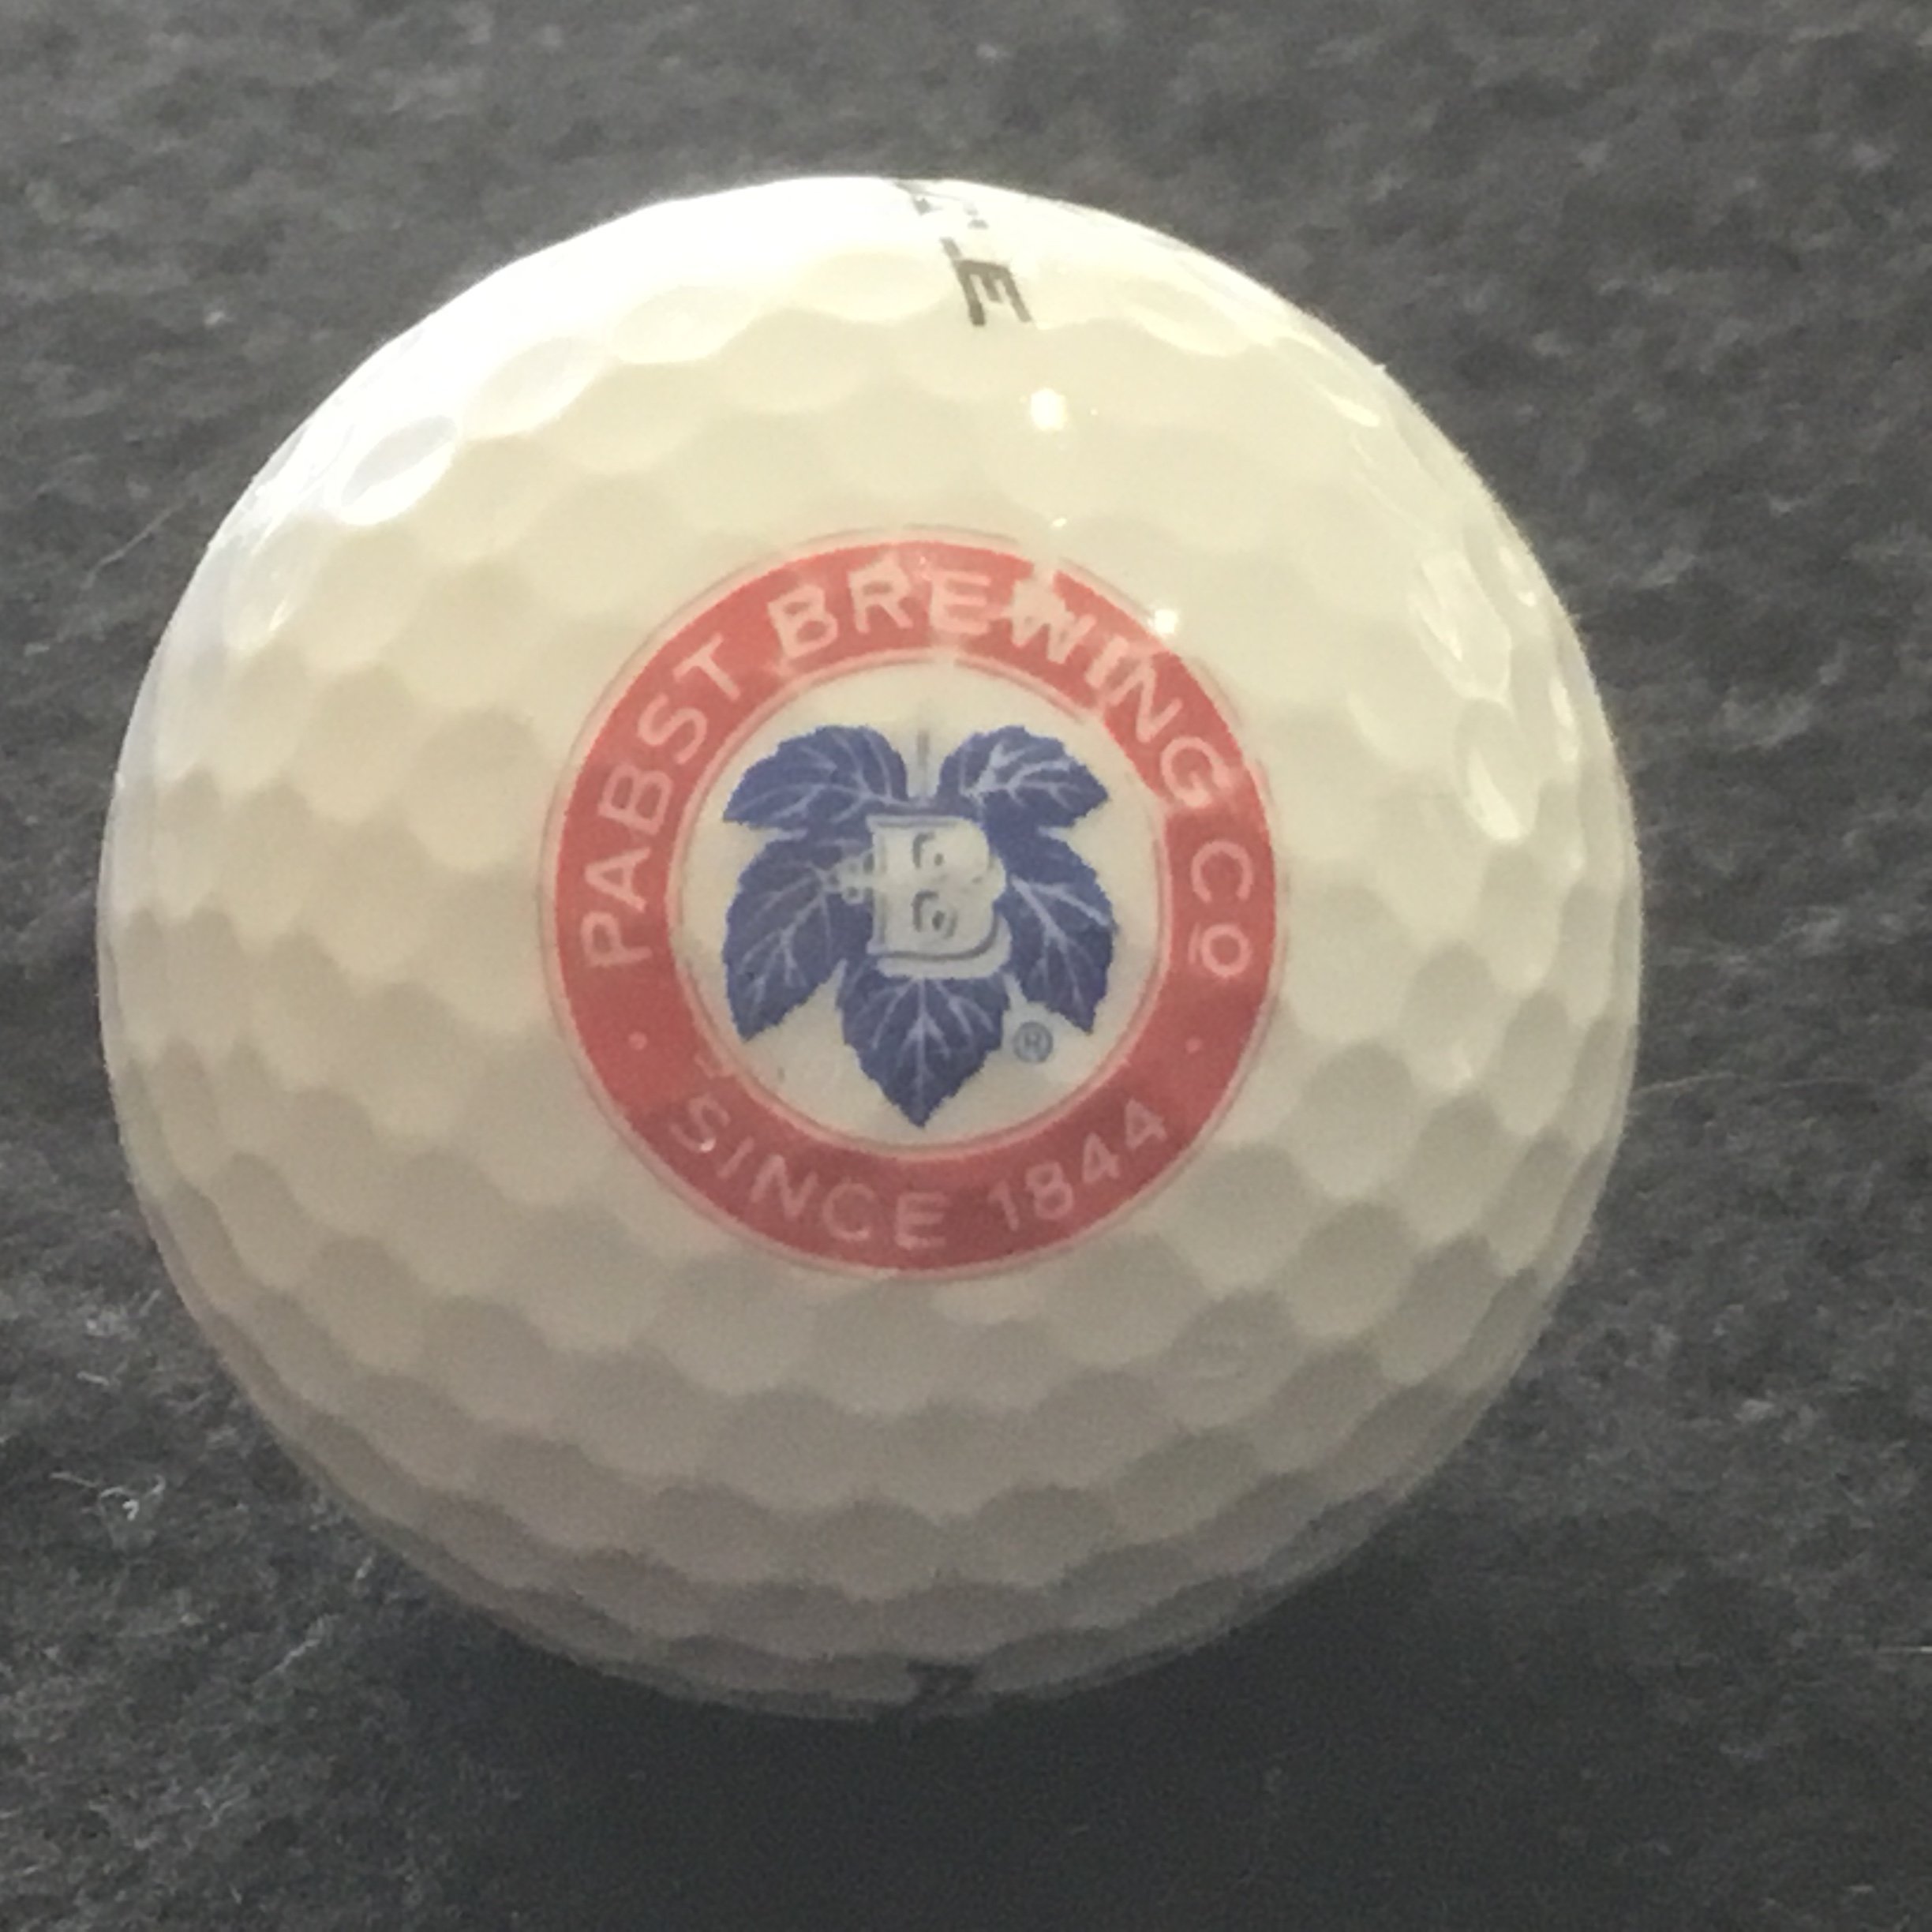 E
PABST BREWING Co
SINCE 1844
®